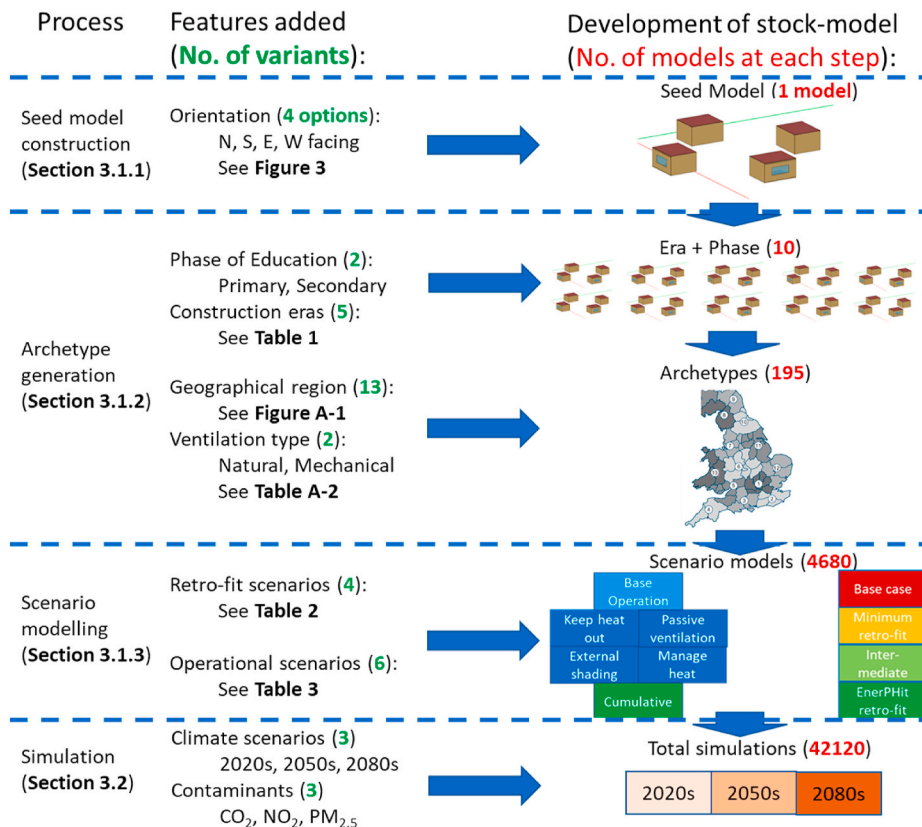 Process
Features added
(No. of variants):
Development of stock-model
(No. of models at each step):
Seed model
construction
(Section 3.1.1)
Orientation (4 options):
N, S, E, W facing
See Figure 3
Seed Model (1 model)
Archetype
generation
(Section 3.1.2)
Phase of Education (2):
Primary, Secondary
Construction eras (5):
See Table 1
Era + Phase (10)
Geographical region (13):
See Figure A-1
Ventilation type (2):
Natural, Mechanical
See Table A-2
Archetypes (195)
Scenario
modelling
(Section 3.1.3)
Retro-fit scenarios (4):
See Table 2
Operational scenarios (6):
See Table 3
Scenario models (4680)
Base
Operation
Keep heat
out
Passive
ventilation
External
shading
Manage
heat
Cumulative
Base case
Minimum
retro-fit
Inter-
mediate
EnerPHit
retro-fit
Simulation
(Section 3.2)
Climate scenarios (3)
2020s, 2050s, 2080s
Contaminants (3)
CO₂, NO₂, PM₂.₅
Total simulations (42120)
2020s
2050s
2080s